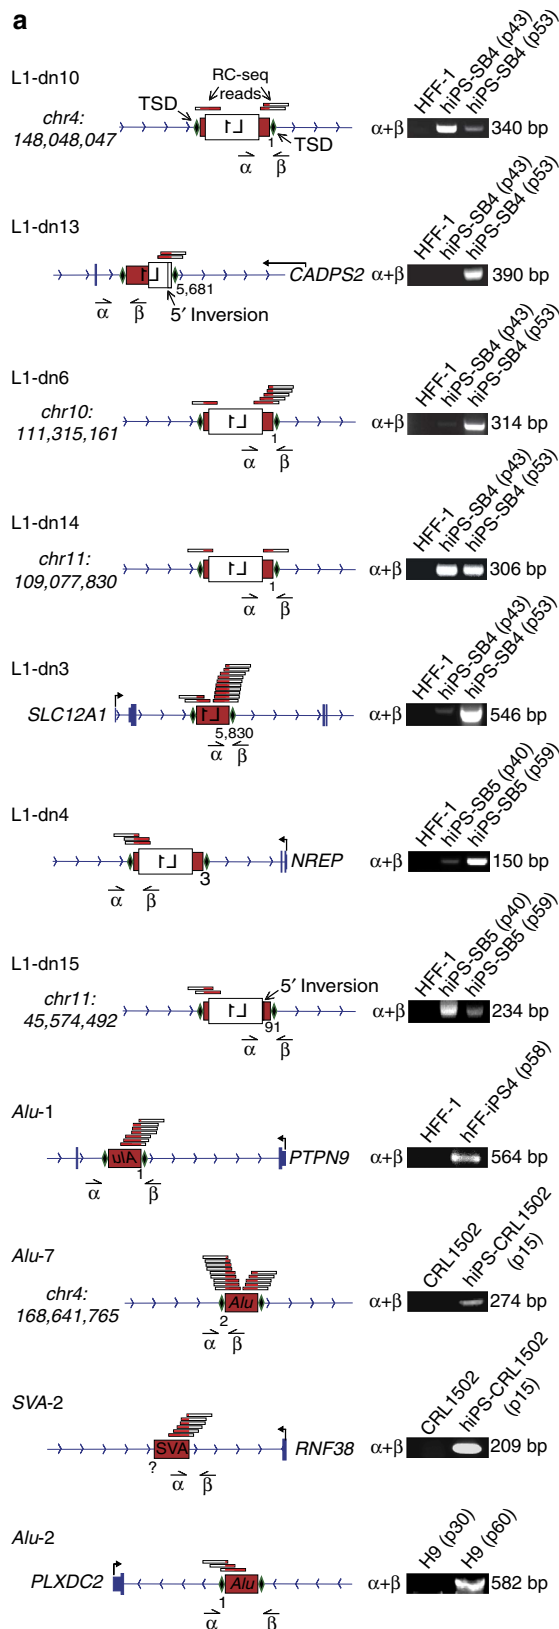 a
L1-dn10
chr4:
148,048,047
TSD
RC-seq
reads
L1
1
TSD
α β
HFF-1
hiPS-SB4 (p43)
hiPS-SB4 (p53)
α+β
340 bp
L1-dn13
L1
5,681
CADPS2
α β
5′ Inversion
HFF-1
hiPS-SB4 (p43)
hiPS-SB4 (p53)
α+β
390 bp
L1-dn6
chr10:
111,315,161
L1
1
α β
HFF-1
hiPS-SB4 (p43)
hiPS-SB4 (p53)
α+β
314 bp
L1-dn14
chr11:
109,077,830
L1
1
α β
HFF-1
hiPS-SB4 (p43)
hiPS-SB4 (p53)
α+β
306 bp
L1-dn3
SLC12A1
L1
5,830
α β
HFF-1
hiPS-SB4 (p43)
hiPS-SB4 (p53)
α+β
546 bp
L1-dn4
L1
3
NREP
α β
HFF-1
hiPS-SB5 (p40)
hiPS-SB5 (p59)
α+β
150 bp
L1-dn15
chr11:
45,574,492
5′ Inversion
L1
91
α β
HFF-1
hiPS-SB5 (p40)
hiPS-SB5 (p59)
α+β
234 bp
Alu-1
Alu
1
PTPN9
α β
HFF-1
hFF-iPS4 (p58)
α+β
564 bp
Alu-7
chr4:
168,641,765
Alu
2
α β
CRL1502
hiPS-CRL1502
(p15)
α+β
274 bp
SVA-2
SVA
?
RNF38
α β
CRL1502
hiPS-CRL1502
(p15)
α+β
209 bp
Alu-2
PLXDC2
Alu
1
α β
H9 (p30)
H9 (p60)
α+β
582 bp